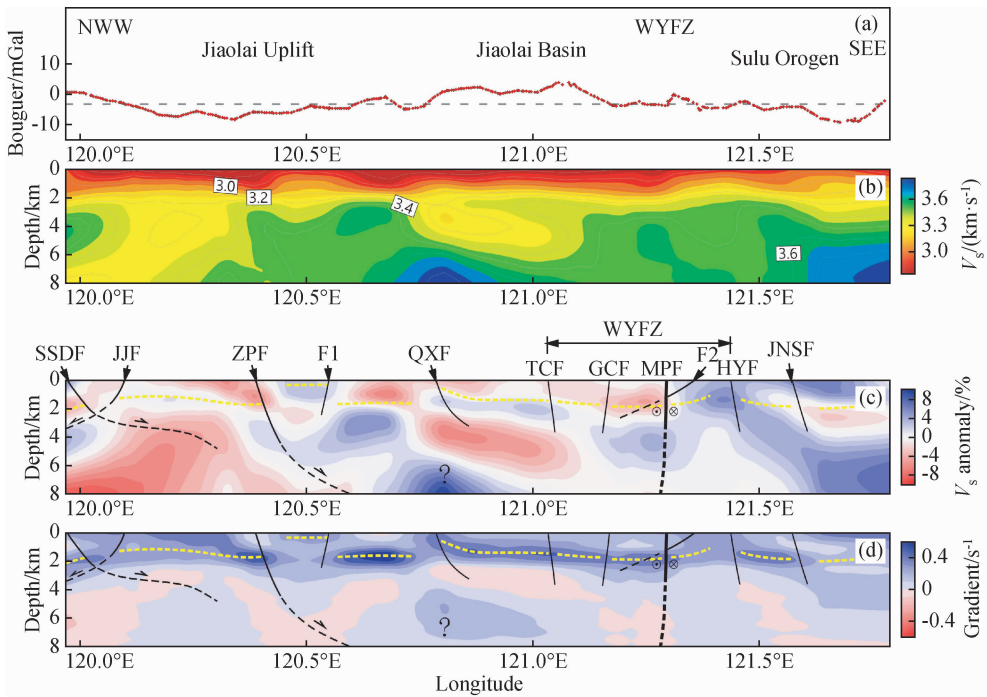 NWW
WYFZ
(a)
Jiaolai Uplift
Jiaolai Basin
Sulu Orogen
SEE
Bouguer/mGal
10
0
-10
120.0°E
120.5°E
121.0°E
121.5°E
Depth/km
0
2
4
6
8
3.0
3.2
3.4
3.6
(b)
3.6
3.3
3.0
Vs/(km·s-1)
120.0°E
120.5°E
121.0°E
121.5°E
WYFZ
SSDF
JJF
ZPF
F1
QXF
TCF
GCF
MPF
F2
HYF
JNSF
Depth/km
0
2
4
6
8
?
(c)
8
4
0
-4
-8
Vs anomaly/%
120.0°E
120.5°E
121.0°E
121.5°E
Depth/km
0
2
4
6
8
?
(d)
0.4
0
-0.4
Gradient/s-1
120.0°E
120.5°E
121.0°E
121.5°E
Longitude